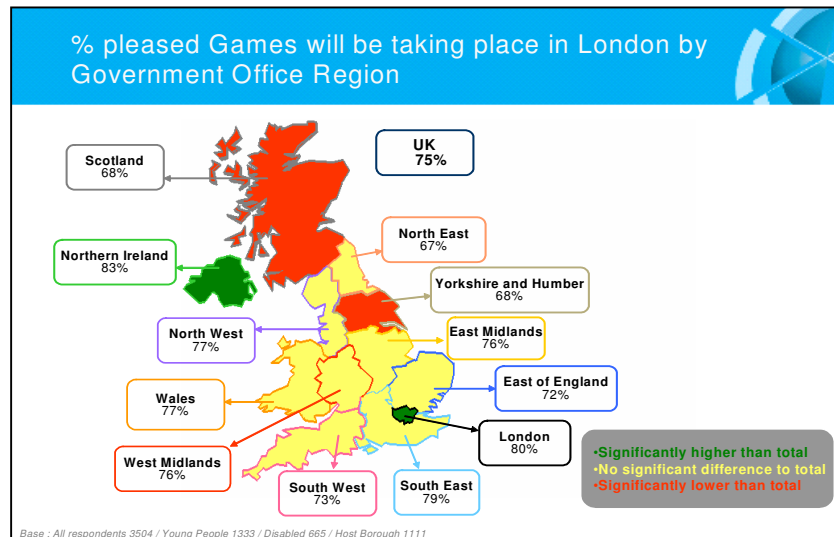 % pleased Games will be taking place in London by
Government Office Region
UK
75%
Scotland
68%
North East
67%
Northern Ireland
83%
Yorkshire and Humber
68%
North West
77%
East Midlands
76%
Wales
77%
East of England
72%
London
80%
West Midlands
76%
South West
73%
South East
79%
•Significantly higher than total
•No significant difference to total
•Significantly lower than total
Base : All respondents 3504 / Young People 1333 / Disabled 665 / Host Borough 1111